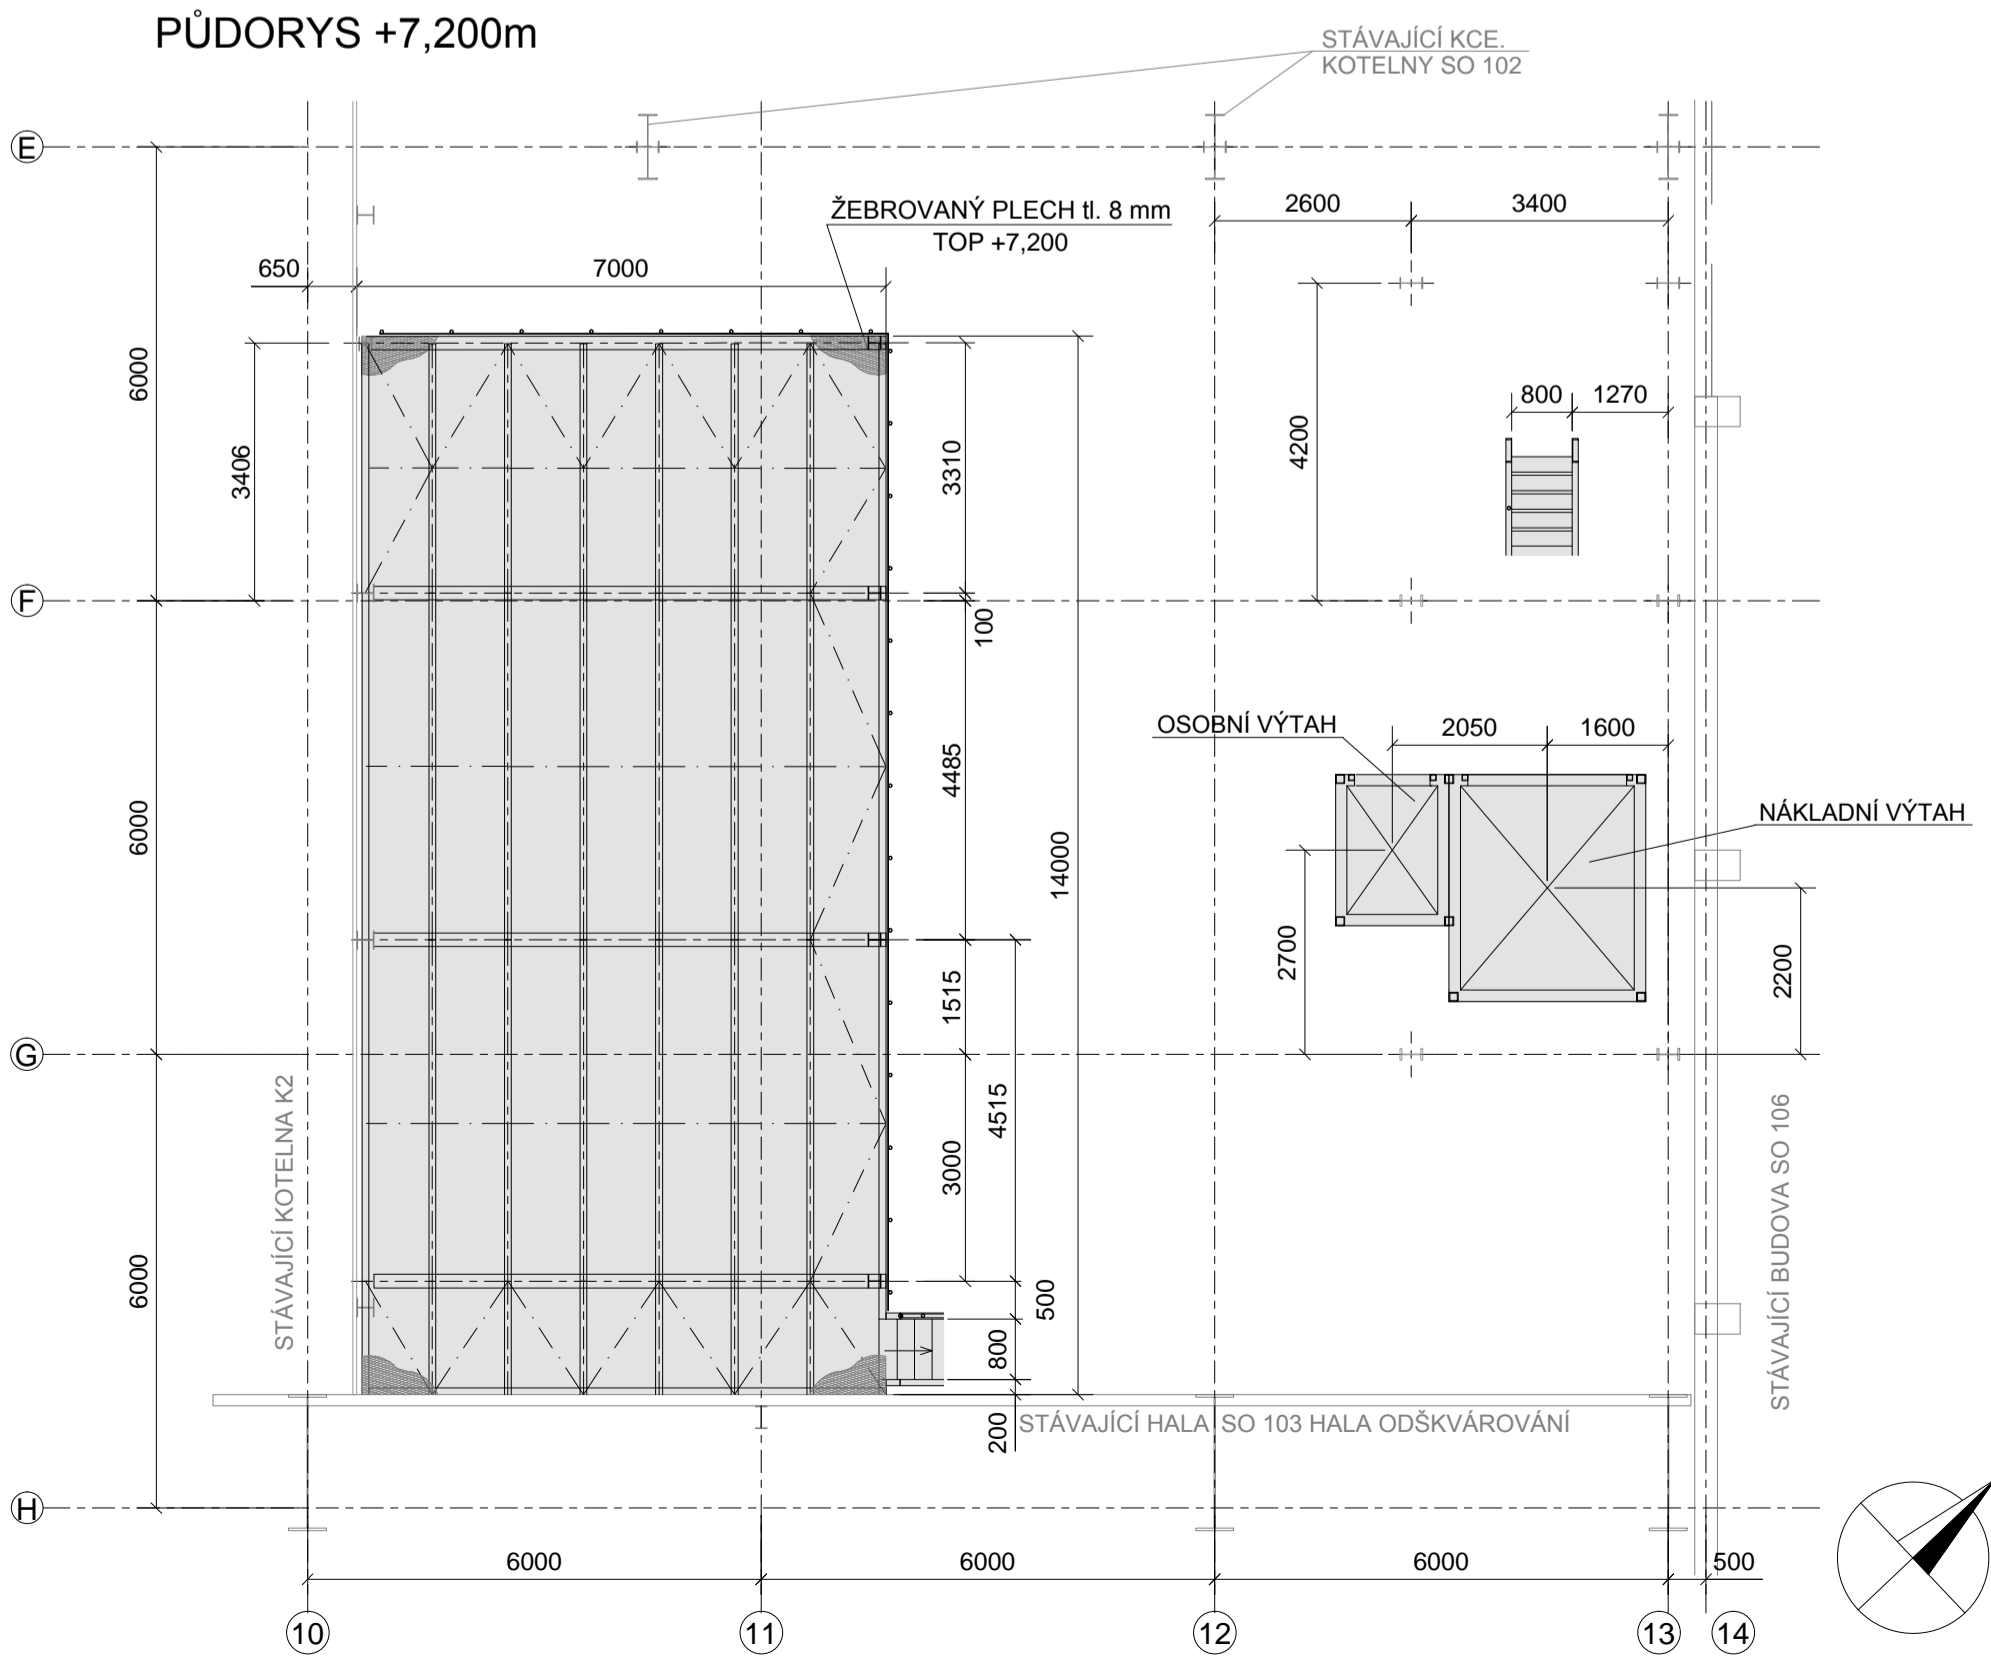 PŮDORYS +7,200m
STÁVAJÍCÍ KCE.
KOTELNY SO 102
E
ŽEBROVANÝ PLECH tl. 8 mm
TOP +7,200
2600
3400
650
7000
6000
3406
3310
4200
800
1270
F
100
OSOBNÍ VÝTAH
2050
1600
NÁKLADNÍ VÝTAH
6000
4485
14000
2700
2200
1515
G
STÁVAJÍCÍ KOTELNA K2
4515
3000
STÁVAJÍCÍ BUDOVA SO 106
6000
500
800
200
STÁVAJÍCÍ HALA SO 103 HALA ODŠKVÁROVÁNÍ
H
6000
6000
6000
500
10
11
12
13
14